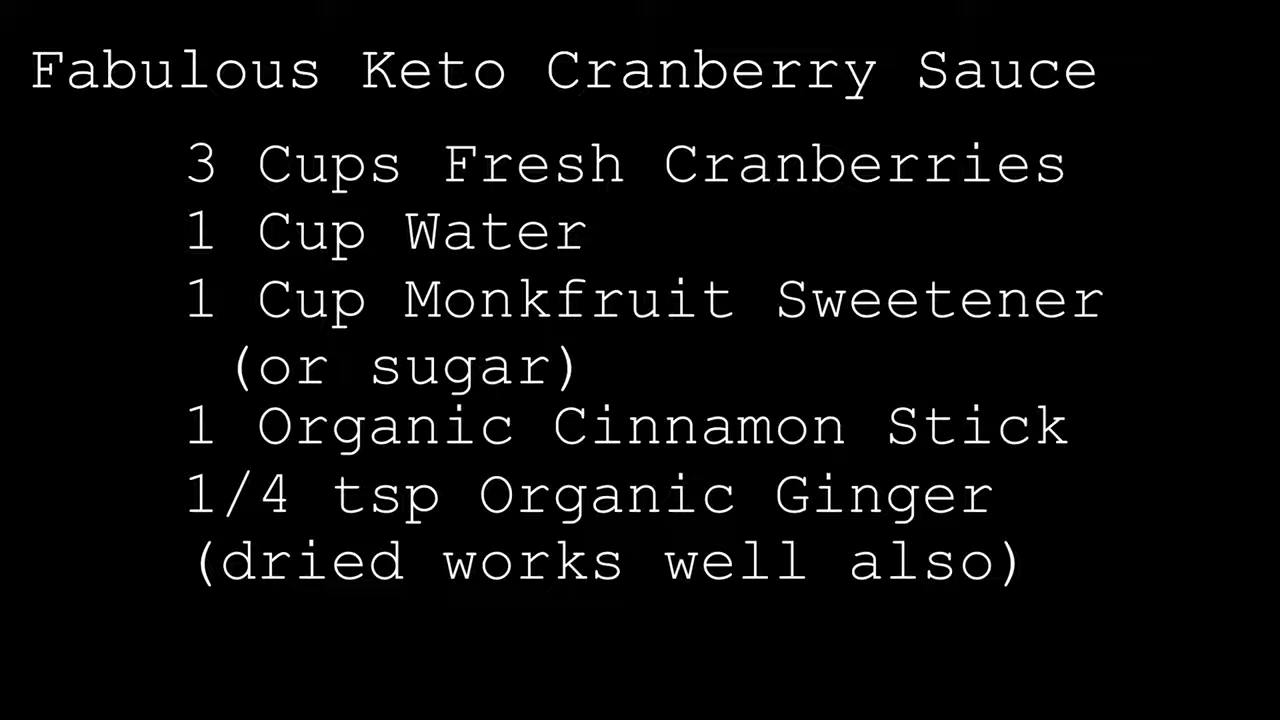 Fabulous Keto Cranberry Sauce
3 Cups Fresh Cranberries
1 Cup Water
1 Cup Monkfruit Sweetener
(or sugar)
1 Organic Cinnamon Stick
1/4 tsp Organic Ginger
(dried works well also)